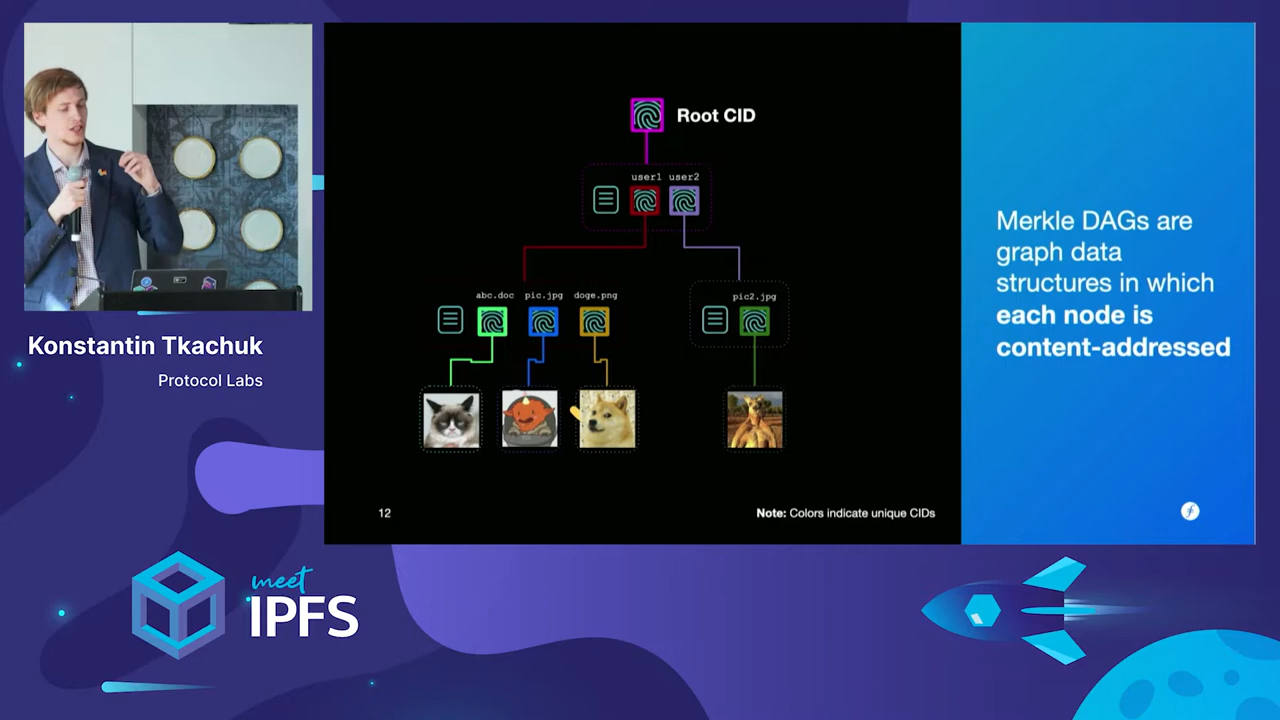 Root CID
user1 user2
abc.doc pic.jpg doge.png
pic2.jpg
12
Note: Colors indicate unique CIDs
Merkle DAGs are
graph data
structures in which
each node is
content-addressed
Konstantin Tkachuk
Protocol Labs
meet
IPFS